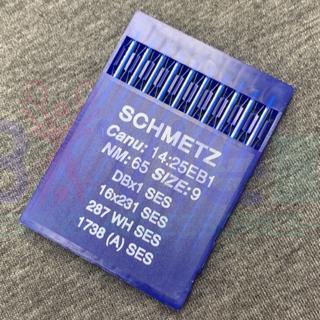 SCHMETZ
Canu: 14:25EB1
NM: 65 SIZE: 9
DBx1 SES
16x231 SES
287 WH SES
1738 (A) SES